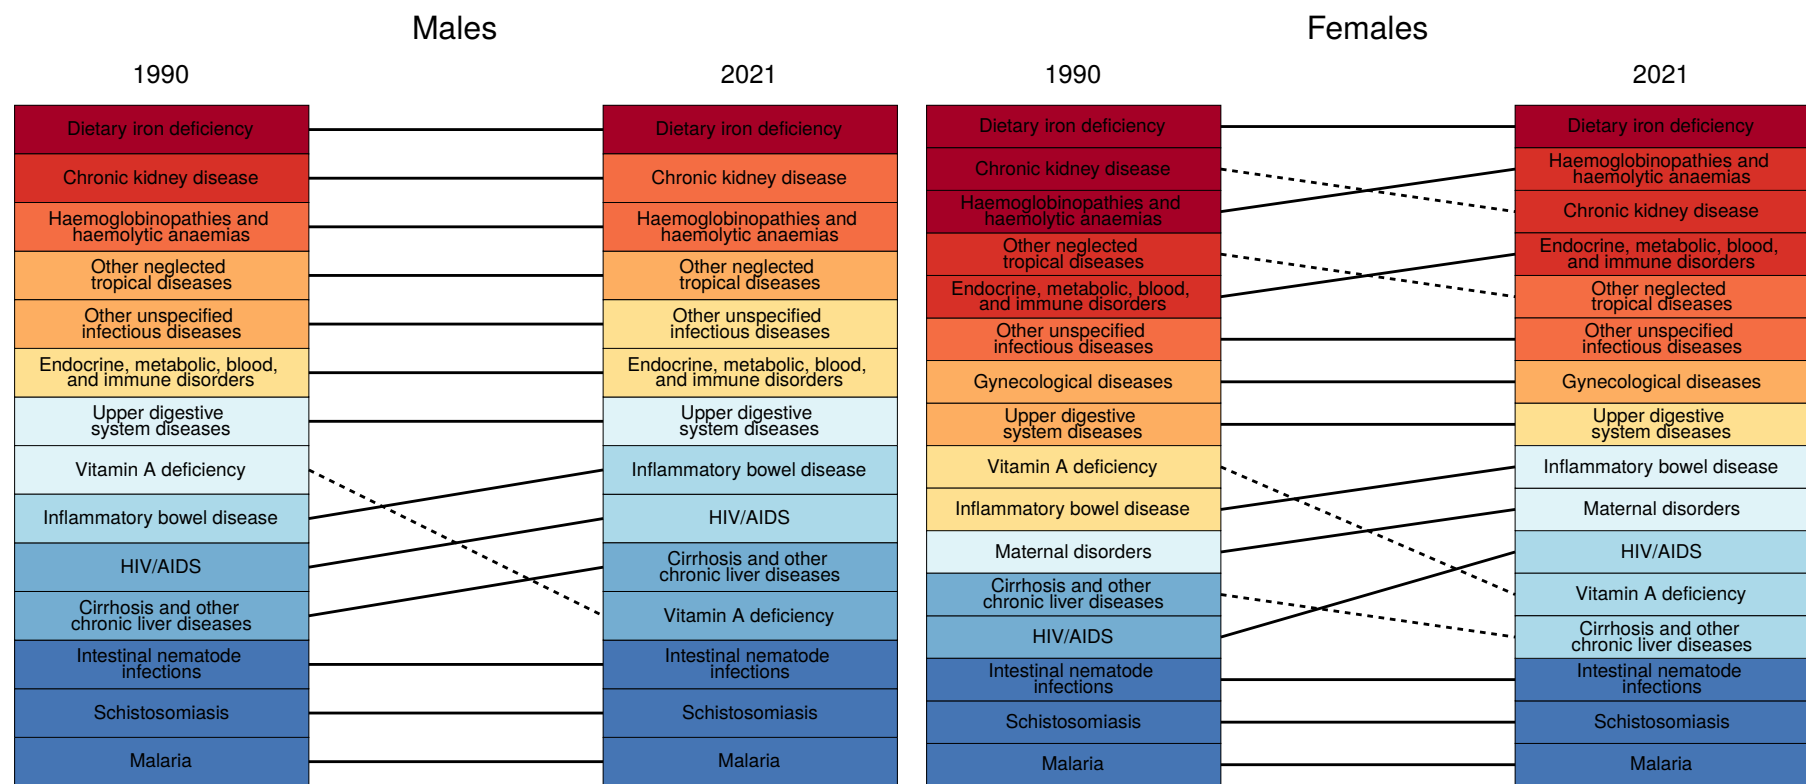 Males
1990
2021
Dietary iron deficiency
Chronic kidney disease
Haemoglobinopathies and
haemolytic anaemias
Other neglected
tropical diseases
Other unspecified
infectious diseases
Endocrine, metabolic, blood,
and immune disorders
Upper digestive
system diseases
Vitamin A deficiency
Inflammatory bowel disease
HIV/AIDS
Cirrhosis and other
chronic liver diseases
Intestinal nematode
infections
Schistosomiasis
Malaria
Dietary iron deficiency
Chronic kidney disease
Haemoglobinopathies and
haemolytic anaemias
Other neglected
tropical diseases
Other unspecified
infectious diseases
Endocrine, metabolic, blood,
and immune disorders
Upper digestive
system diseases
Inflammatory bowel disease
HIV/AIDS
Cirrhosis and other
chronic liver diseases
Vitamin A deficiency
Intestinal nematode
infections
Schistosomiasis
Malaria
Females
1990
2021
Dietary iron deficiency
Chronic kidney disease
Haemoglobinopathies and
haemolytic anaemias
Other neglected
tropical diseases
Endocrine, metabolic, blood,
and immune disorders
Other unspecified
infectious diseases
Gynecological diseases
Upper digestive
system diseases
Vitamin A deficiency
Inflammatory bowel disease
Maternal disorders
Cirrhosis and other
chronic liver diseases
HIV/AIDS
Intestinal nematode
infections
Schistosomiasis
Malaria
Dietary iron deficiency
Haemoglobinopathies and
haemolytic anaemias
Chronic kidney disease
Endocrine, metabolic, blood,
and immune disorders
Other neglected
tropical diseases
Other unspecified
infectious diseases
Gynecological diseases
Upper digestive
system diseases
Inflammatory bowel disease
Maternal disorders
HIV/AIDS
Vitamin A deficiency
Cirrhosis and other
chronic liver diseases
Intestinal nematode
infections
Schistosomiasis
Malaria